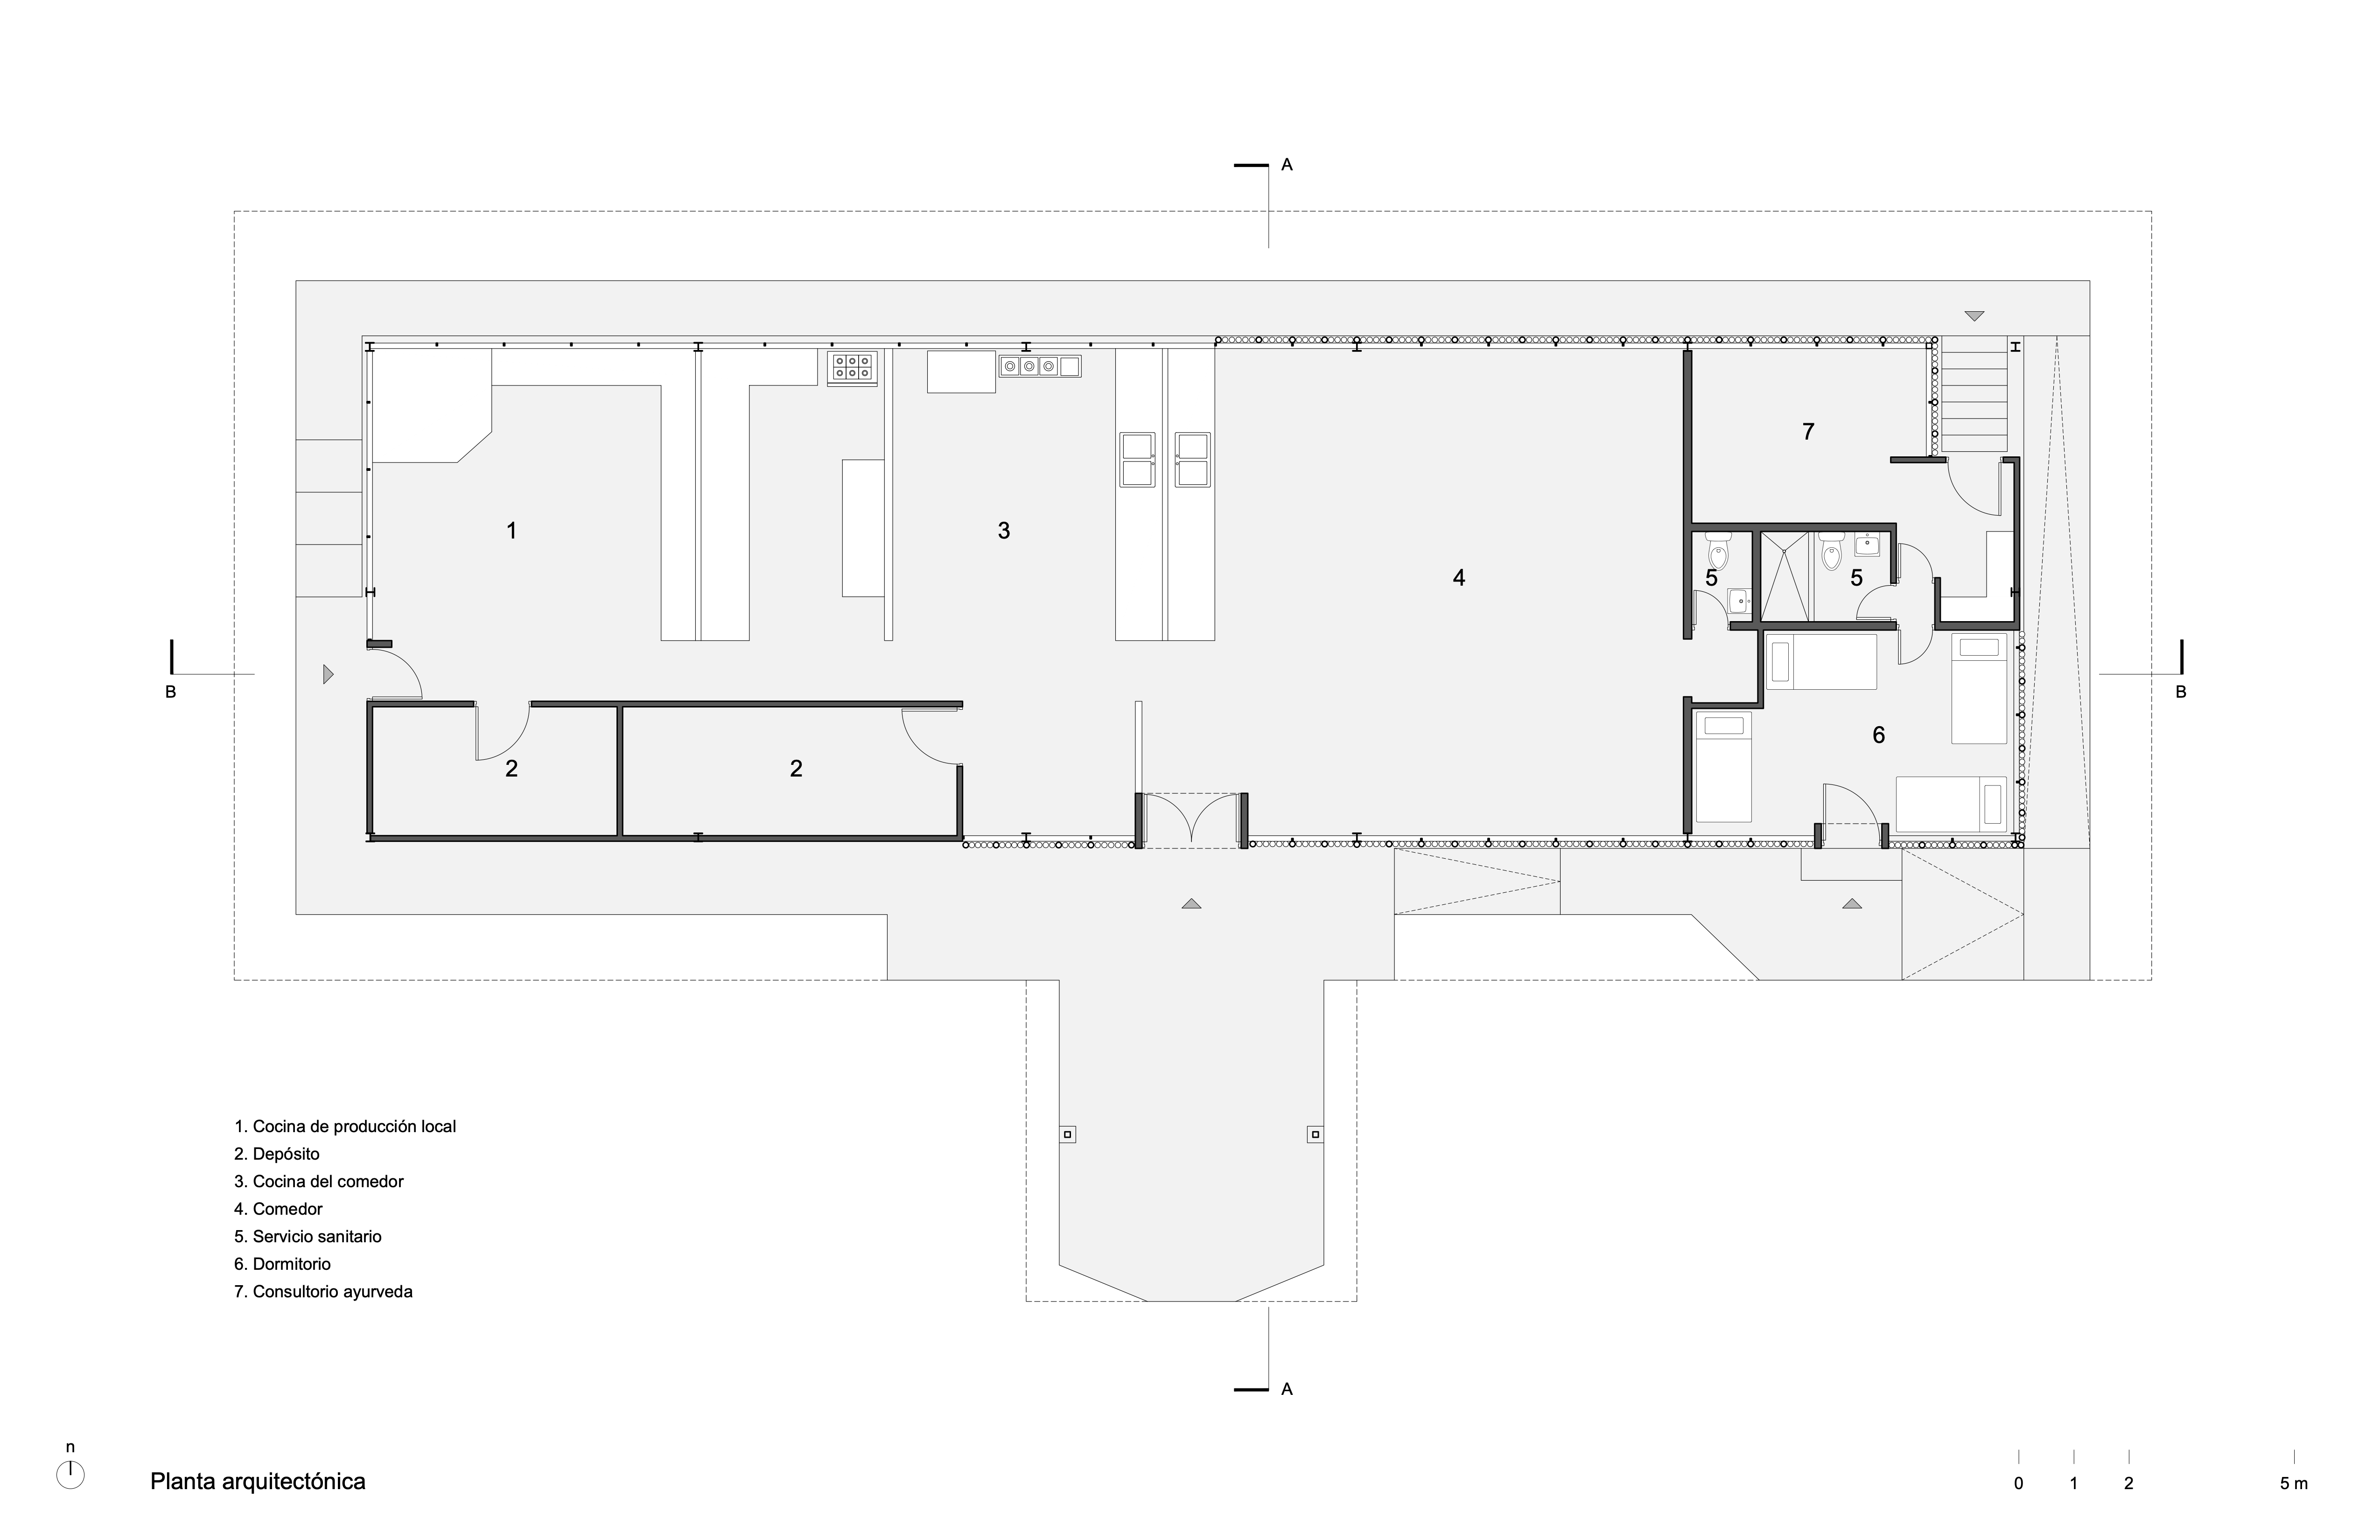 A
1
3
7
4
5
5
B
B
6
2
2
1. Cocina de producción local
2. Depósito
3. Cocina del comedor
4. Comedor
5. Servicio sanitario
6. Dormitorio
7. Consultorio ayurveda
A
n
Planta arquitectónica
0 1 2 5 m